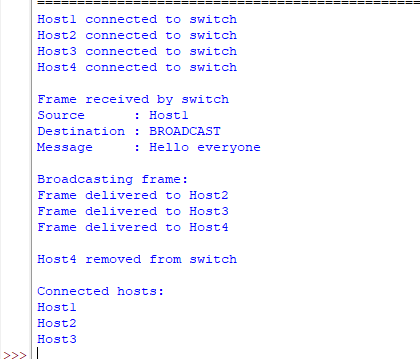 Host1 connected to switch
Host2 connected to switch
Host3 connected to switch
Host4 connected to switch
Frame received by switch
Source      : Host1
Destination : BROADCAST
Message     : Hello everyone
Broadcasting frame:
Frame delivered to Host2
Frame delivered to Host3
Frame delivered to Host4
Host4 removed from switch
Connected hosts:
Host1
Host2
Host3
>>>